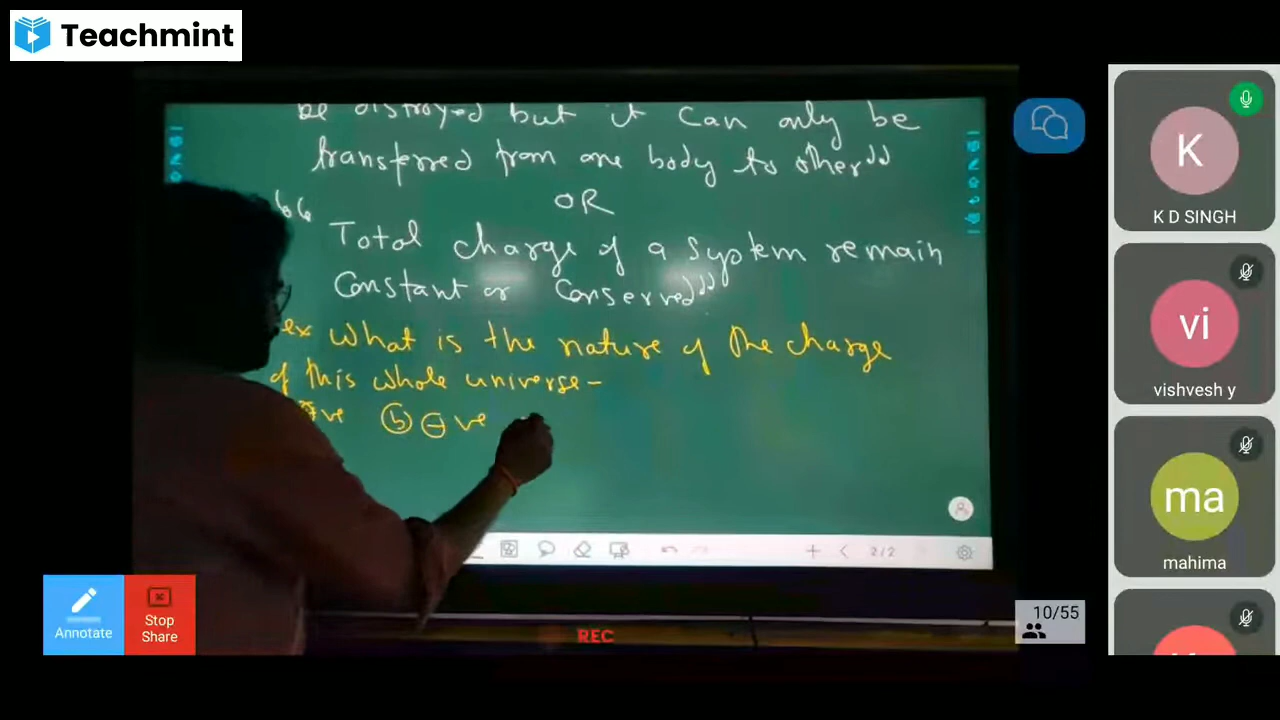 Teachmint
be destroyed but it can only be
transferred from one body to other"
OR
"Total charge of a system remain
Constant or Conserved"
ex What is the nature of the charge
of this whole universe-
⊕ve ⓑ ⊖ve
2/2
Annotate
Stop
Share
REC
10/55
K
K D SINGH
vi
vishvesh y
ma
mahima